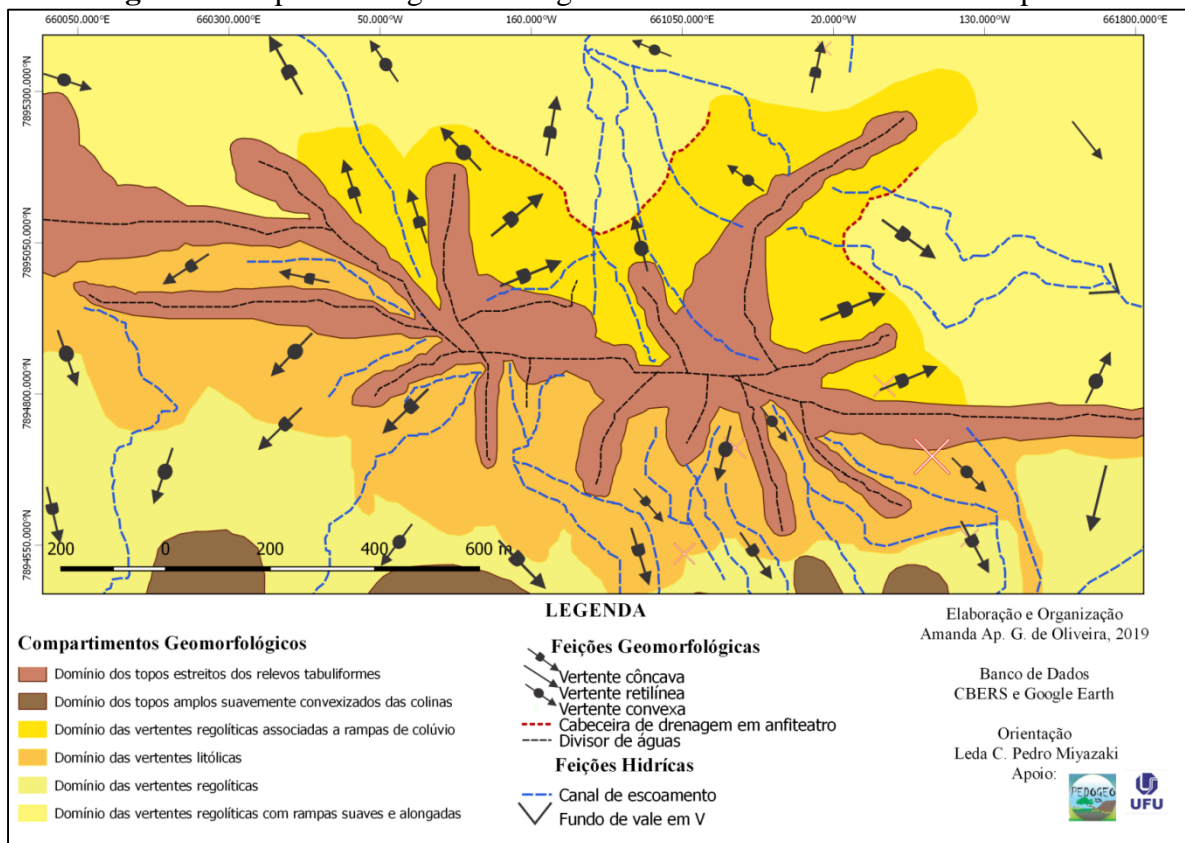 660050.000°E 660300.000°E 50.000°W 160.000°W 661050.000°W 20.000°W 130.000°W 661800.000°E
7895300.000°N
7895050.000°N
7894800.000°N
7894550.000°N
200 0 200 400 600 m
LEGENDA
Compartimentos Geomorfológicos
Domínio dos topos estreitos dos relevos tabuliformes
Domínio dos topos amplos suavemente convexizados das colinas
Domínio das vertentes regolíticas associadas a rampas de colúvio
Domínio das vertentes litólicas
Domínio das vertentes regolíticas
Domínio das vertentes regolíticas com rampas suaves e alongadas
Feições Geomorfológicas
Vertente côncava
Vertente retilínea
Vertente convexa
Cabeceira de drenagem em anfiteatro
Divisor de águas
Feições Hidrícas
Canal de escoamento
Fundo de vale em V
Elaboração e Organização
Amanda Ap. G. de Oliveira, 2019
Banco de Dados
CBERS e Google Earth
Orientação
Leda C. Pedro Miyazaki
Apoio:
PEDOGEO
UFU